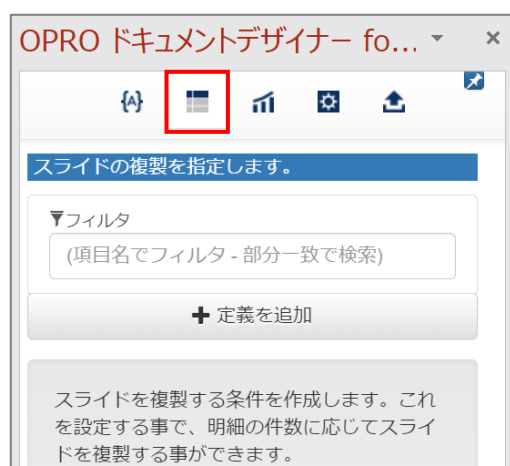 OPRO ドキュメントデザイナー fo...
{A}
スライドの複製を指定します。
フィルタ
(項目名でフィルタ - 部分一致で検索)
+ 定義を追加
スライドを複製する条件を作成します。これ
を設定する事で、明細の件数に応じてスライ
ドを複製する事ができます。